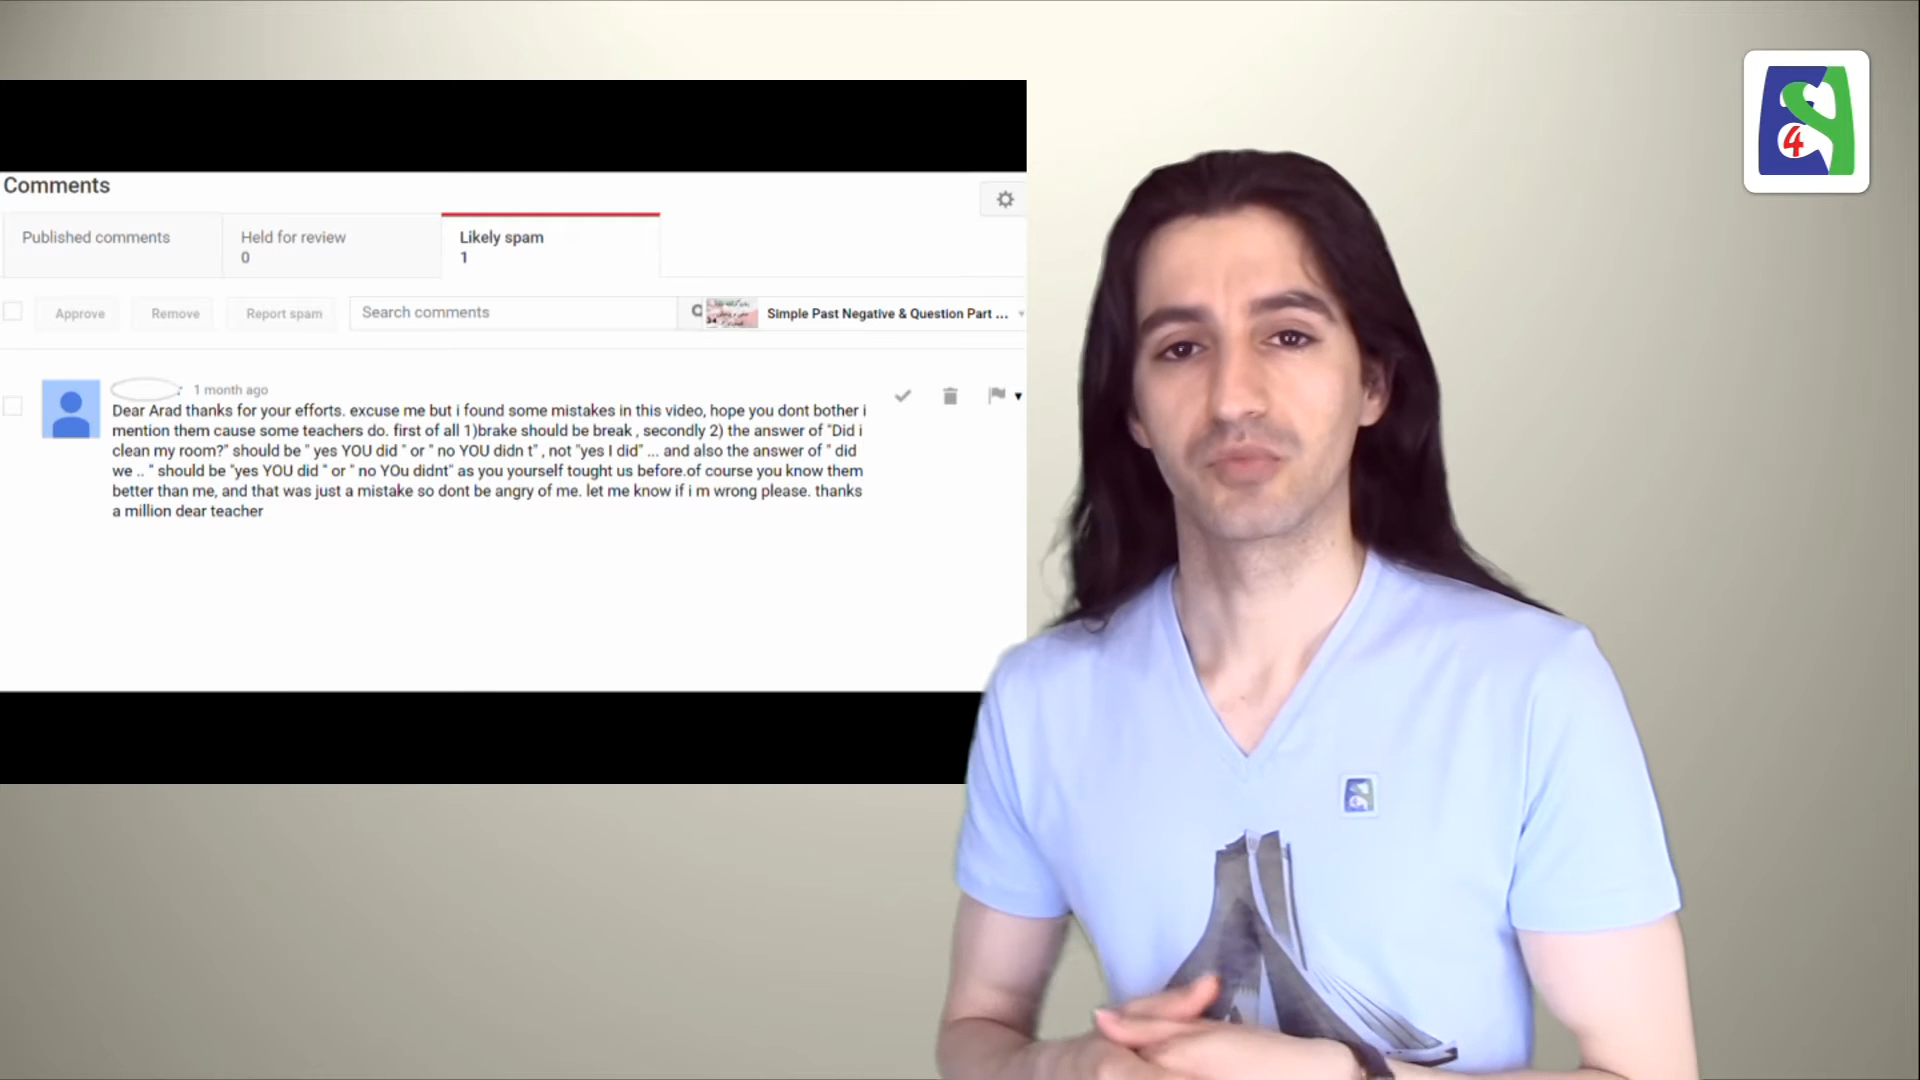 Comments
Published comments
Held for review
0
Likely spam
1
Approve
Remove
Report spam
Search comments
Simple Past Negative & Question Part ...
1 month ago
Dear Arad thanks for your efforts. excuse me but i found some mistakes in this video, hope you dont bother i
mention them cause some teachers do. first of all 1)brake should be break , secondly 2) the answer of "Did i
clean my room?" should be " yes YOU did " or " no YOU didn t" , not "yes I did" ... and also the answer of " did
we .. " should be "yes YOU did " or " no YOu didnt" as you yourself tought us before.of course you know them
better than me, and that was just a mistake so dont be angry of me. let me know if i m wrong please. thanks
a million dear teacher
4